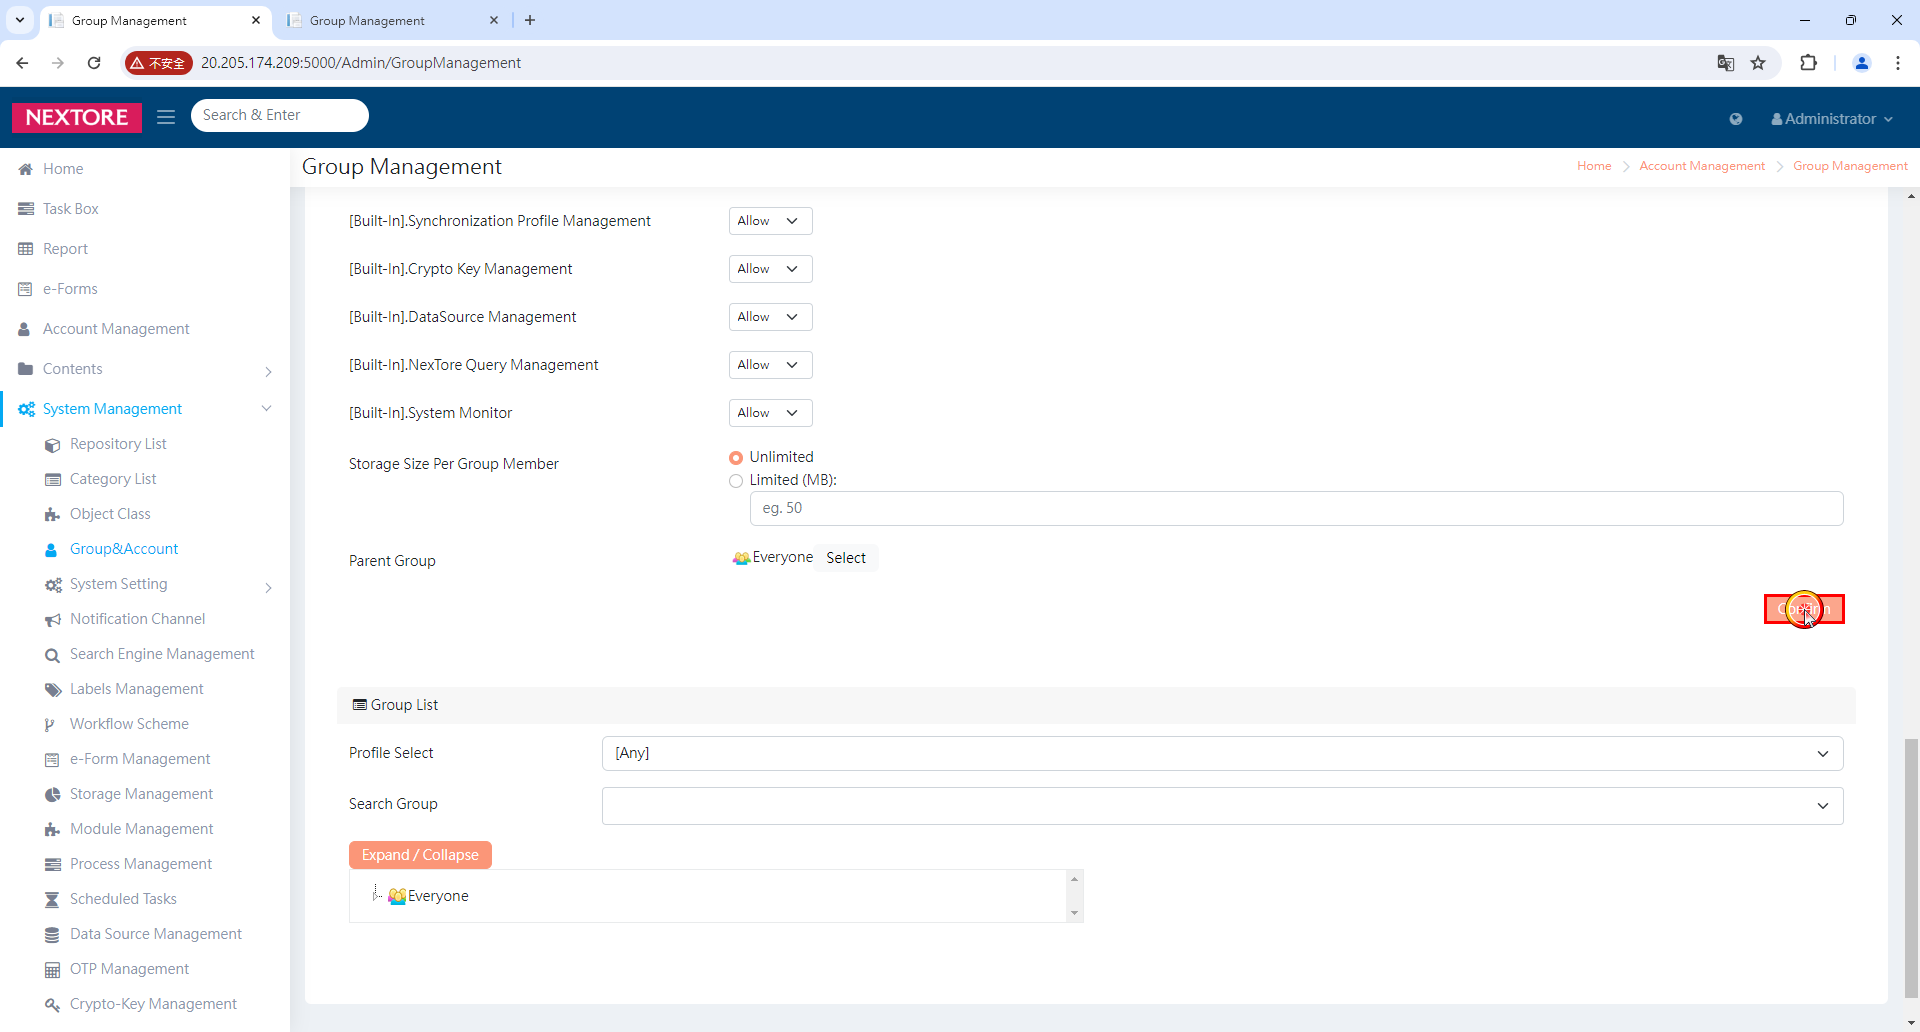 Group Management
Group Management
不安全
20.205.174.209:5000/Admin/GroupManagement
NEXTORE
Search & Enter
Administrator
Home
Task Box
Report
e-Forms
Account Management
Contents
System Management
Repository List
Category List
Object Class
Group&Account
System Setting
Notification Channel
Search Engine Management
Labels Management
Workflow Scheme
e-Form Management
Storage Management
Module Management
Process Management
Scheduled Tasks
Data Source Management
OTP Management
Crypto-Key Management
Group Management
Home
Account Management
Group Management
[Built-In].Synchronization Profile Management
Allow
[Built-In].Crypto Key Management
Allow
[Built-In].DataSource Management
Allow
[Built-In].NexTore Query Management
Allow
[Built-In].System Monitor
Allow
Storage Size Per Group Member
Unlimited
Limited (MB):
eg. 50
Parent Group
Everyone
Select
Confirm
Group List
Profile Select
[Any]
Search Group
Expand / Collapse
Everyone